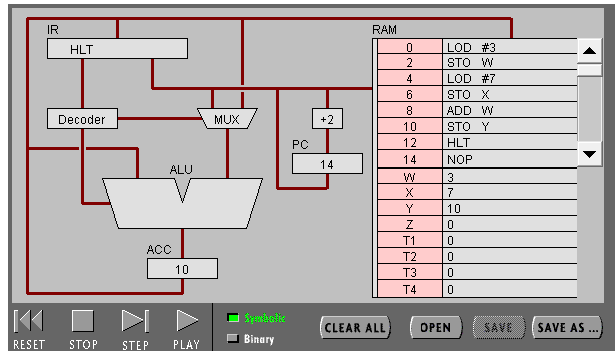 IR
HLT
Decoder
MUX
+2
PC
14
ALU
ACC
10
RAM
0 LOD #3
2 STO W
4 LOD #7
6 STO X
8 ADD W
10 STO Y
12 HLT
14 NOP
W 3
X 7
Y 10
Z 0
T1 0
T2 0
T3 0
T4 0
RESET STOP STEP PLAY
Symbolic
Binary
CLEAR ALL OPEN SAVE SAVE AS ...